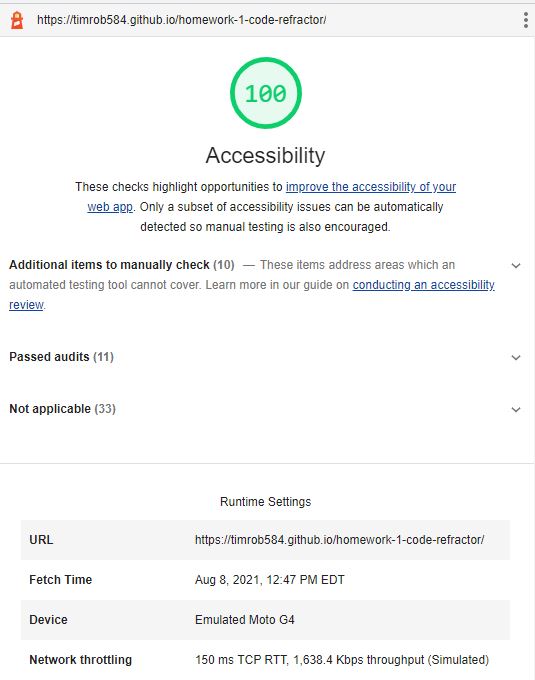 https://timrob584.github.io/homework-1-code-refractor/
100
Accessibility
These checks highlight opportunities to improve the accessibility of your
web app. Only a subset of accessibility issues can be automatically
detected so manual testing is also encouraged.
Additional items to manually check (10) — These items address areas which an
automated testing tool cannot cover. Learn more in our guide on conducting an accessibility
review.
Passed audits (11)
Not applicable (33)
Runtime Settings
URL https://timrob584.github.io/homework-1-code-refractor/
Fetch Time Aug 8, 2021, 12:47 PM EDT
Device Emulated Moto G4
Network throttling 150 ms TCP RTT, 1,638.4 Kbps throughput (Simulated)